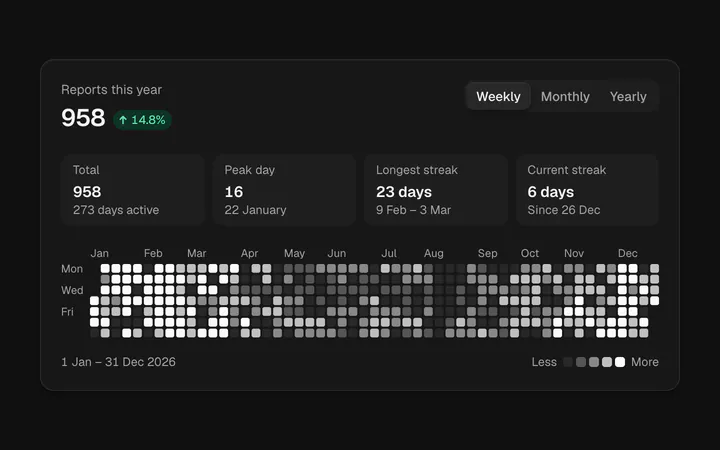 Reports this year
958 ↑ 14.8%
Weekly Monthly Yearly
Total
958
273 days active
Peak day
16
22 January
Longest streak
23 days
9 Feb – 3 Mar
Current streak
6 days
Since 26 Dec
Jan Feb Mar Apr May Jun Jul Aug Sep Oct Nov Dec
Mon
Wed
Fri
1 Jan – 31 Dec 2026
Less More